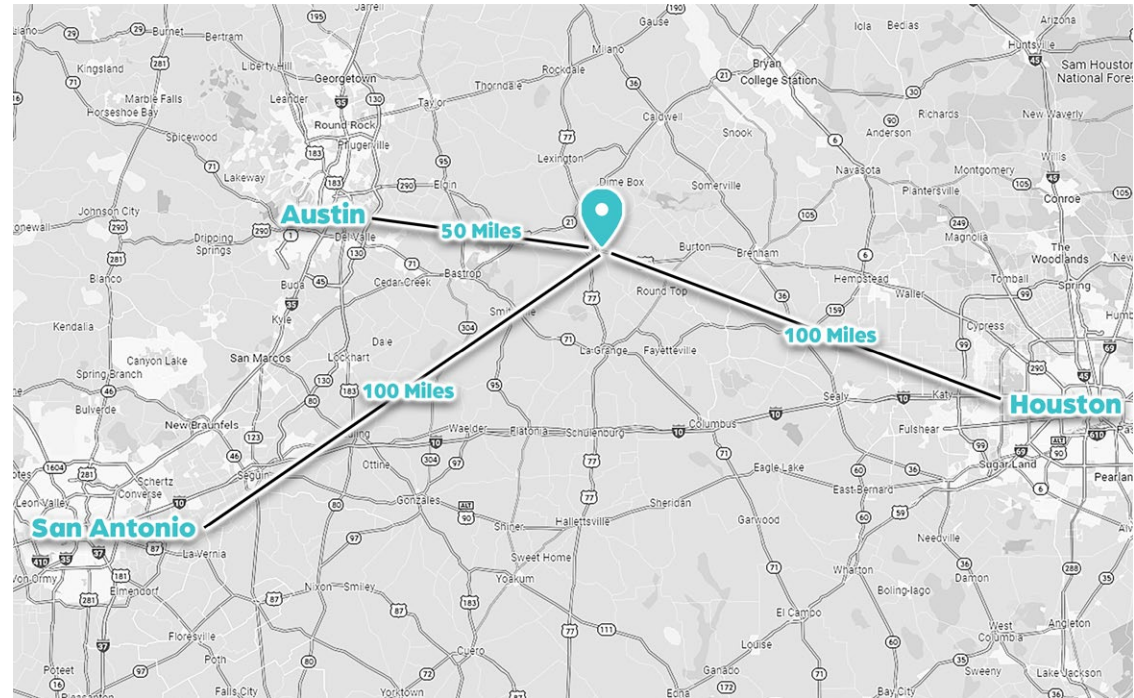 Jarrell
Gause
Iola
Bedias
Arizona
Burnet
Bertram
Milano
Huntsville
Kingsland
Liberty Hill
Georgetown
Rockdale
Bryan
Sam Houston
College Station
National Fores
Marble Falls
Leander
Thorndale
Horseshoe Bay
Taylor
Richards
New Waverly
Round Rock
Caldwell
Anderson
Spicewood
Pflugerville
Snook
Lexington
Willis
Lakeway
Navasota
Montgomery
Elgin
Dime Box
Somerville
Plantersville
Conroe
Johnson City
Austin
50 Miles
Dripping
Springs
Del Valle
Burton
Brenham
Magnolia
The
Woodlands
Blanco
Bastrop
Hempstead
Tomball
Spring
Buda
Cedar Creek
Round Top
Waller
Kyle
Cypress
Kendalia
Dale
100 Miles
Canyon Lake
San Marcos
Lockhart
La Grange
Fayetteville
Spring Branch
100 Miles
Sealy
Katy
Houston
Bulverde
New Braunfels
Waelder
Flatonia
Schulenburg
Columbus
Fulshear
Ottine
Seguin
Schertz
Eagle Lake
Sugar Land
Converse
Pearlan
Leon Valley
Gonzales
Sheridan
East Bernard
San Antonio
Shiner
Hallettsville
Garwood
Needville
La Vernia
Sweet Home
Von Ormy
Wharton
Damon
Elmendorf
Nixon
Smiley
Yoakum
Boling-Iago
El Campo
Floresville
West
Columbia
Angleton
Poteet
Poth
Cuero
Louise
Sweeny
Ganado
Lake Jackson
Pleasanton
Falls City
Yorktown
Edna
Bay City